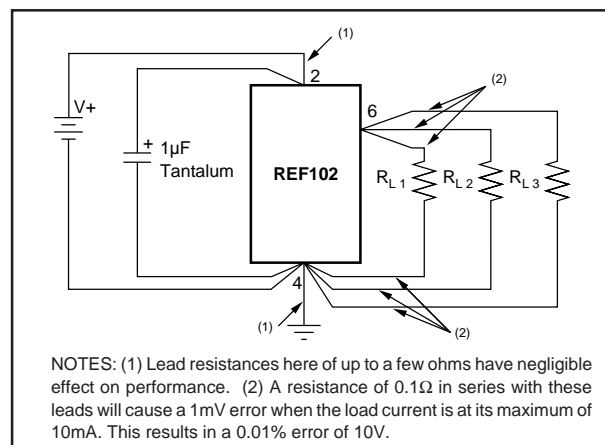 (1)
2
(2)
6
V+
+
1µF
Tantalum
REF102
R L 1
R L 2
R L 3
4
(1)
(2)
NOTES: (1) Lead resistances here of up to a few ohms have negligible
effect on performance. (2) A resistance of 0.1Ω in series with these
leads will cause a 1mV error when the load current is at its maximum of
10mA. This results in a 0.01% error of 10V.